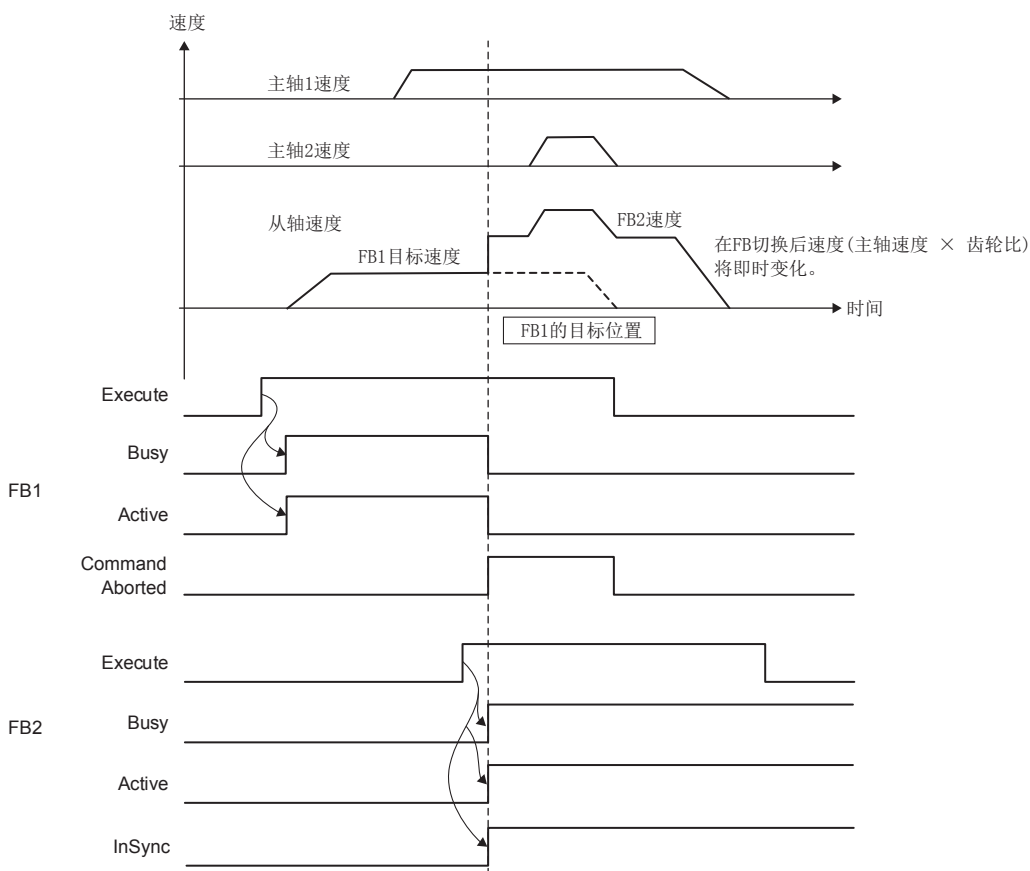 速度
主轴1速度
主轴2速度
从轴速度
FB1目标速度
FB2速度
在FB切换后速度(主轴速度 × 齿轮比)
将即时变化。
时间
FB1的目标位置
Execute
Busy
FB1
Active
Command
Aborted
Execute
Busy
FB2
Active
InSync